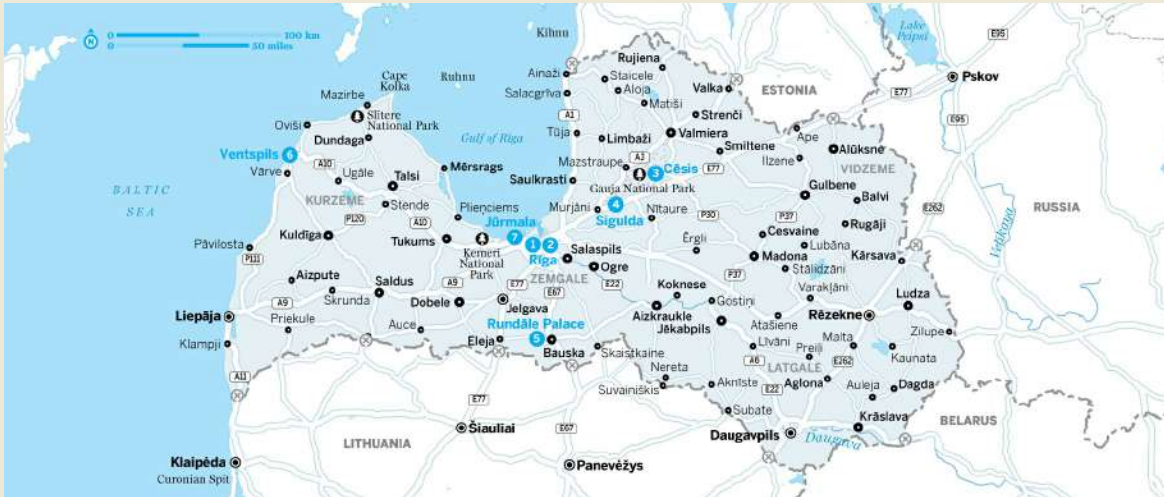 0 100 km
0 50 miles
N
Kihnu
Lake
Peipsi
E95
Pskov
E77
E95
ESTONIA
Ruhnu
Cape
Kolka
Mazirbe
Slītere
National Park
Oviši
Dundaga
Gulf of Rīga
Ainaži
Rujiena
Staicele
Salacgrīva
Aloja
Valka
Matiši
Strenči
A1
Tūja
Limbaži
Valmiera
Smiltene
Ape
Alūksne
Ilzene
VIDZEME
Ventspils
6
A10
Mērsrags
Mazstraupe
A3
3
Cēsis
E77
Vārve
Ugāle
Talsi
Saulkrasti
Gauja National Park
Gulbene
Balvi
BALTIC
SEA
KURZEME
Stende
Plieņciems
Murjāni
4
Sigulda
Nītaure
P30
P37
Rugāji
E262
RUSSIA
Velikaya
P120
A10
Jūrmala
7
1
2
Rīga
Cesvaine
Kuldīga
Tukums
Ķemeri
National
Park
Salaspils
Ērgli
Lubāna
Kārsava
Pāvilosta
P111
ZEMGALE
Ogre
Madona
Stālidzāni
Aizpute
Saldus
A9
E77
E67
E22
Koknese
P37
Varakļāni
Ludza
A9
Skrunda
Dobele
Jelgava
Gostiņi
Liepāja
Priekule
Auce
Rundāle Palace
5
Aizkraukle
Jēkabpils
Atašiene
Rēzekne
Zilupe
Klampji
Eleja
Bauska
Skaistkalne
Līvāni
Preiļi
Malta
Kaunata
A6
LATGALE
E262
A11
Nereta
Suvainišķis
Aknīste
E22
Aglona
Auleja
Dagda
E77
Subate
Krāslava
BELARUS
LITHUANIA
Šiauliai
E67
Daugavpils
Daugava
Klaipėda
Curonian Spit
Panevėžys